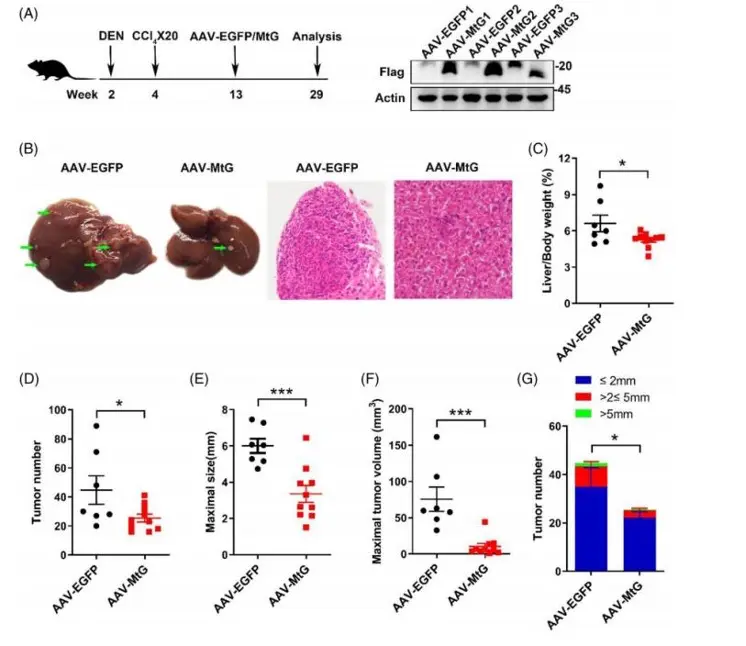 (A)
DEN CCl4X20 AAV-EGFP/MtG Analysis
Week 2 4 13 29
AAV-EGFP1
AAV-MtG1
AAV-EGFP2
AAV-MtG2
AAV-EGFP3
AAV-MtG3
Flag -20
-45
Actin
(B)
AAV-EGFP AAV-MtG AAV-EGFP AAV-MtG
(C)
Liver/Body weight (%)
12
9
6
3
0
*
AAV-EGFP
AAV-MtG
(D)
Tumor number
100
80
60
40
20
0
*
AAV-EGFP
AAV-MtG
(E)
Maximal size(mm)
8
6
4
2
0
***
AAV-EGFP
AAV-MtG
(F)
Maximal tumor volume (mm3)
200
150
100
50
0
***
AAV-EGFP
AAV-MtG
(G)
≤ 2mm
>2≤ 5mm
>5mm
Tumor number
60
40
20
0
*
AAV-EGFP
AAV-MtG